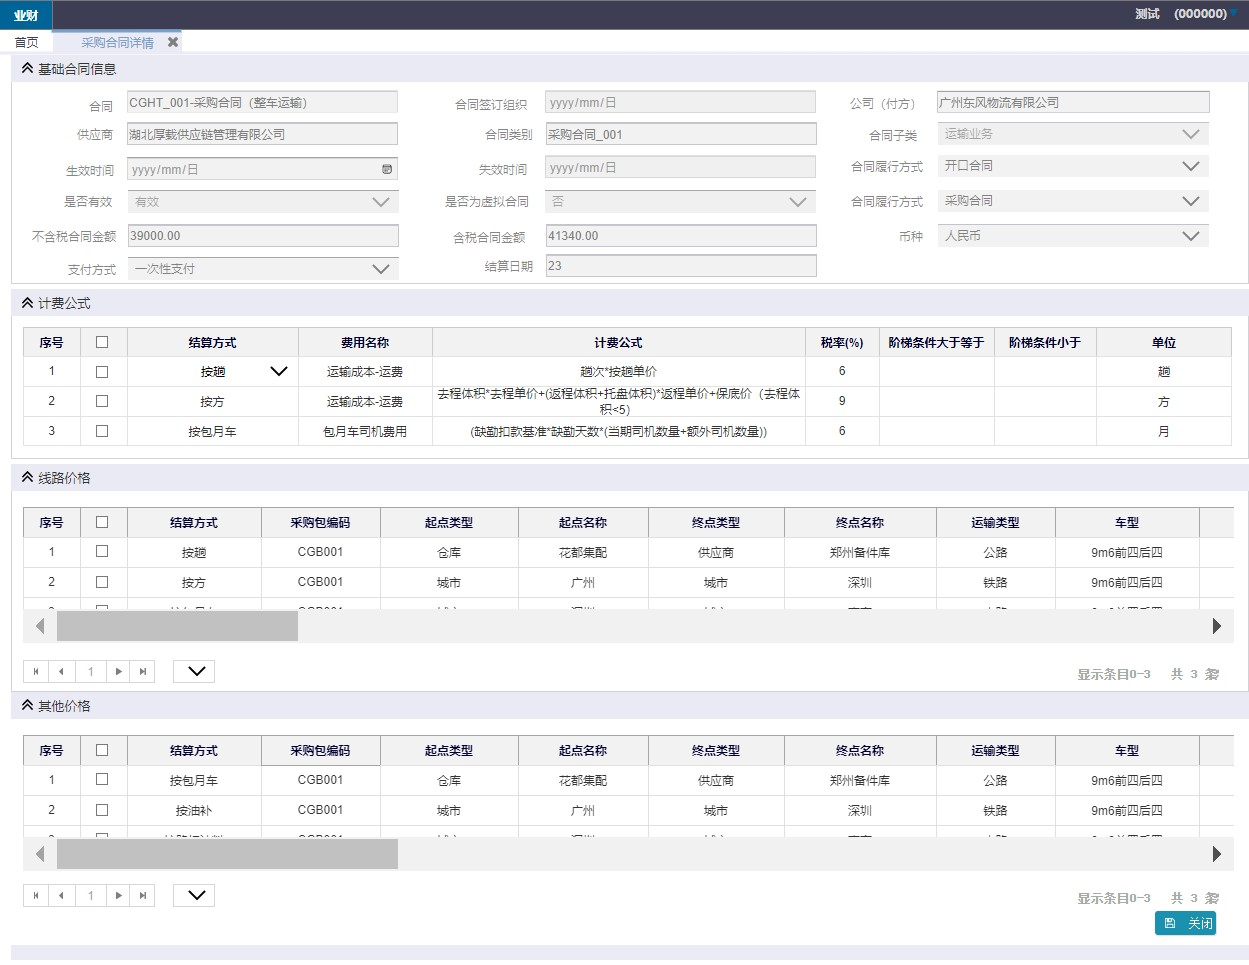 业财
测试 (000000)
首页 采购合同详情
基础合同信息
合同 CGHT_001-采购合同（整车运输） 合同签订组织 yyyy/mm/日 公司（付方） 广州东风物流有限公司
供应商 湖北厚载供应链管理有限公司 合同类别 采购合同_001 合同子类 运输业务
生效时间 yyyy/mm/日 失效时间 yyyy/mm/日 合同履行方式 开口合同
是否有效 有效 是否为虚拟合同 否 合同履行方式 采购合同
不含税合同金额 39000.00 含税合同金额 41340.00 币种 人民币
支付方式 一次性支付 结算日期 23
计费公式
序号 结算方式 费用名称 计费公式 税率(%) 阶梯条件大于等于 阶梯条件小于 单位
1 按趟 运输成本-运费 趟次*按趟单价 6 趟
2 按方 运输成本-运费 去程体积*去程单价+(返程体积+托盘体积)*返程单价+保底价（去程体积<5） 9 方
3 按包月车 包月车司机费用 (缺勤扣款基准*缺勤天数*(当期司机数量+额外司机数量)) 6 月
线路价格
序号 结算方式 采购包编码 起点类型 起点名称 终点类型 终点名称 运输类型 车型
1 按趟 CGB001 仓库 花都集配 供应商 郑州备件库 公路 9m6前四后四
2 按方 CGB001 城市 广州 城市 深圳 铁路 9m6前四后四
1
显示条目0-3 共 3 条
其他价格
序号 结算方式 采购包编码 起点类型 起点名称 终点类型 终点名称 运输类型 车型
1 按包月车 CGB001 仓库 花都集配 供应商 郑州备件库 公路 9m6前四后四
2 按油补 CGB001 城市 广州 城市 深圳 铁路 9m6前四后四
1
显示条目0-3 共 3 条
关闭